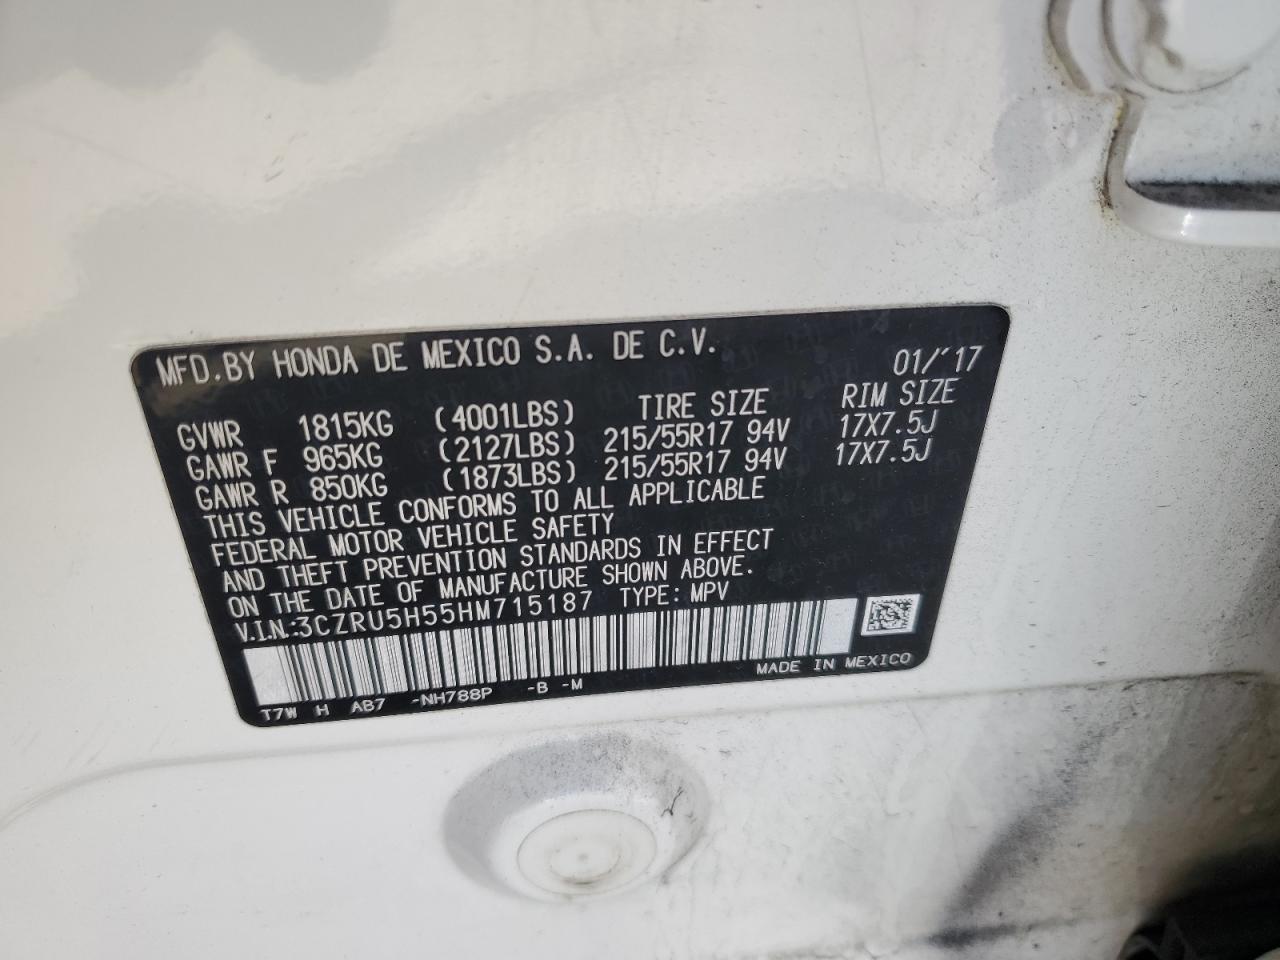 MFD.BY HONDA DE MEXICO S.A. DE C.V. 01/'17
GVWR 1815KG (4001LBS) TIRE SIZE RIM SIZE
GAWR F 965KG (2127LBS) 215/55R17 94V 17X7.5J
GAWR R 850KG (1873LBS) 215/55R17 94V 17X7.5J
THIS VEHICLE CONFORMS TO ALL APPLICABLE
FEDERAL MOTOR VEHICLE SAFETY
AND THEFT PREVENTION STANDARDS IN EFFECT
ON THE DATE OF MANUFACTURE SHOWN ABOVE.
V.I.N.:3CZRU5H55HM715187 TYPE: MPV
MADE IN MEXICO
T7W H AB7 -NH788P -B -M